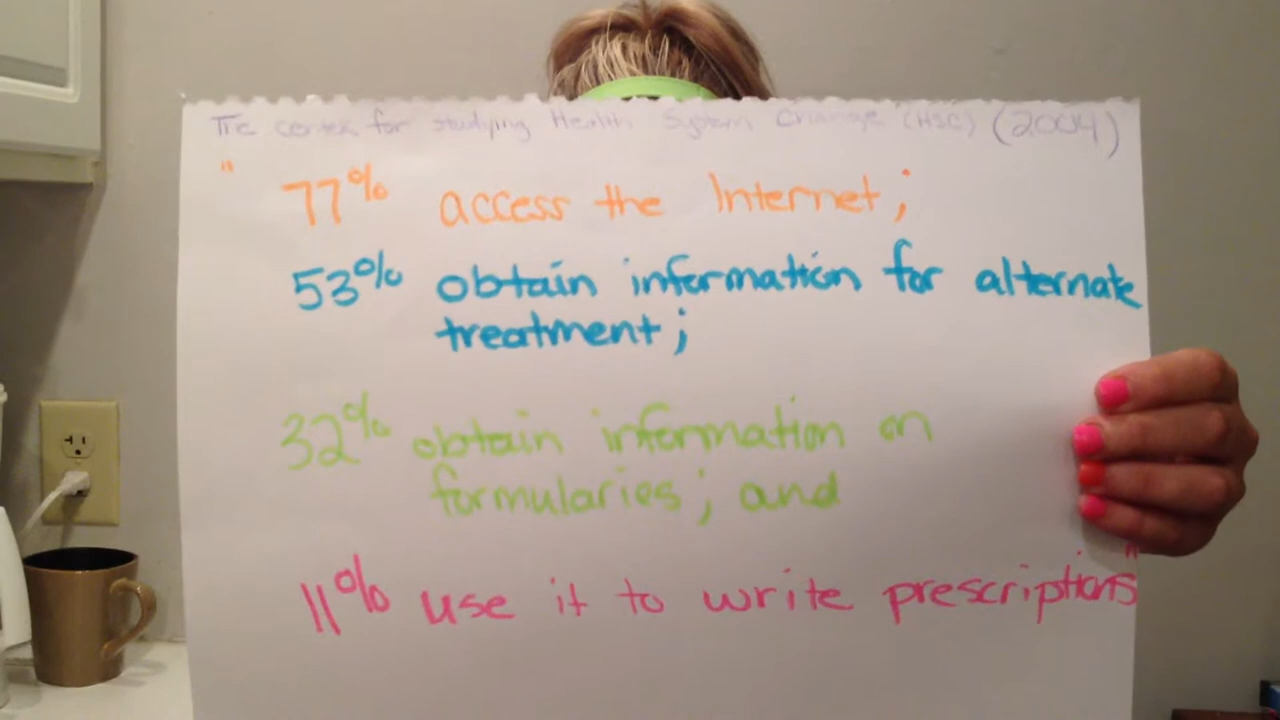 The center for studying Health System Change (HSC) (2004)
" 77% access the Internet;
53% obtain information for alternate
treatment;
32% obtain information on
formularies; and
11% use it to write prescriptions"